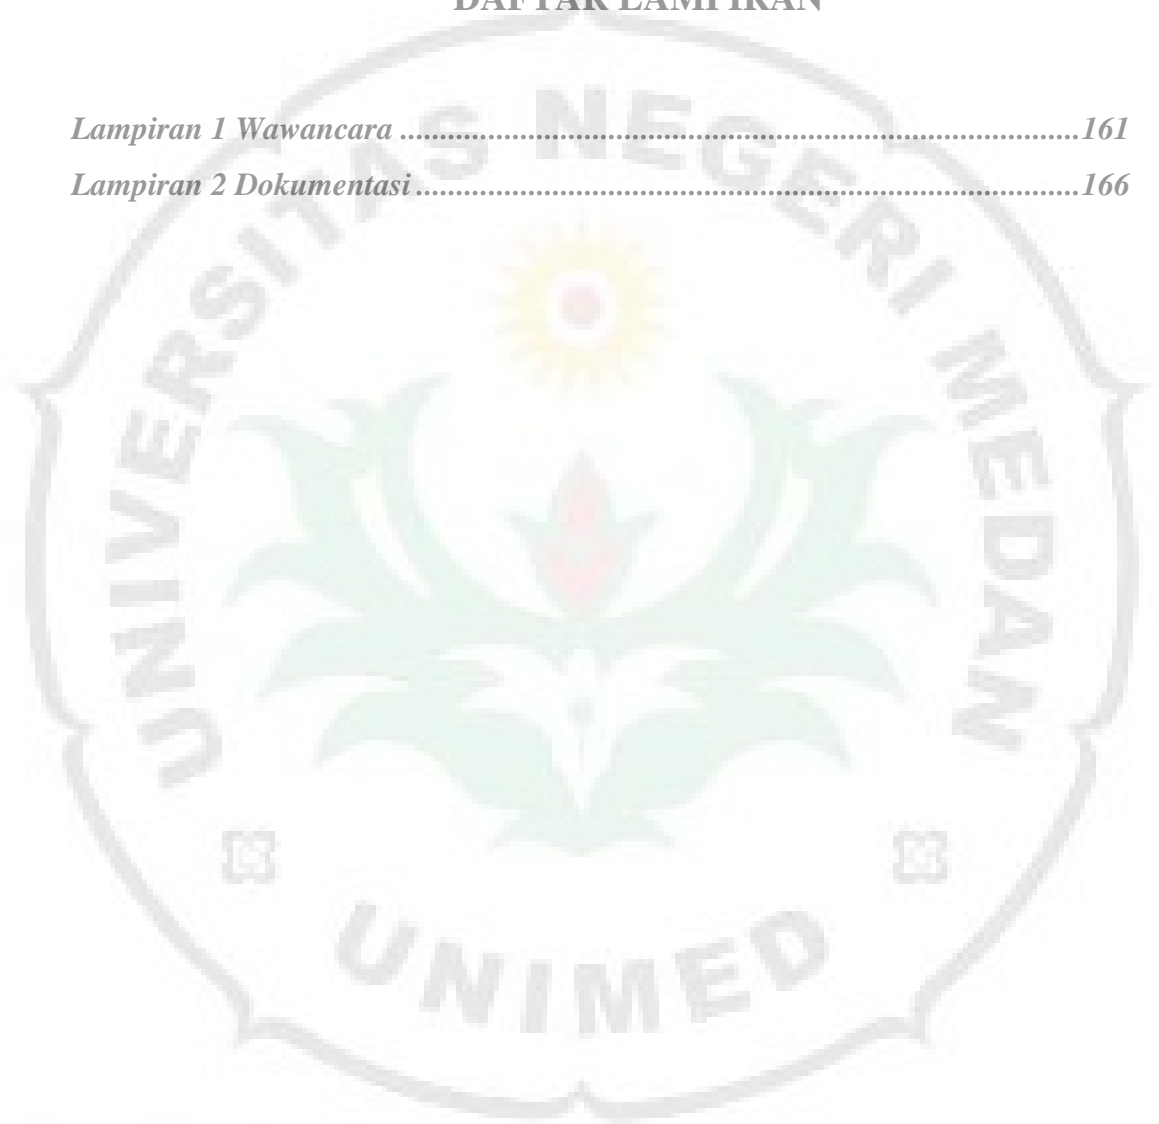 DAFTAR LAMPIRAN
Lampiran 1 Wawancara ........................................................................................161
Lampiran 2 Dokumentasi ......................................................................................166
UNIVERSITAS NEGERI MEDAN
UNIMED